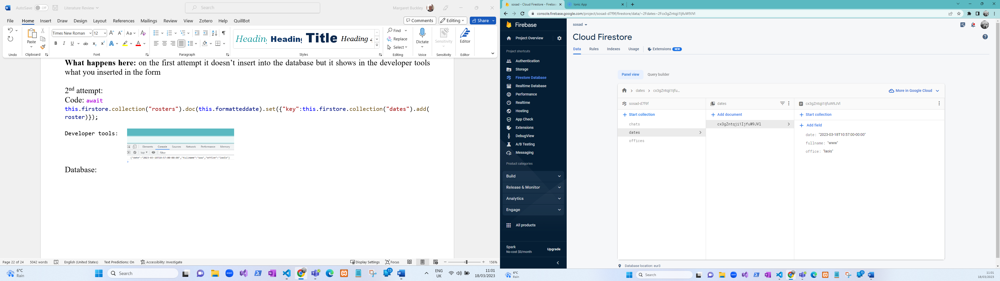 AutoSave Off Literature Review Search Margaret Buckley
File Home Insert Draw Design Layout References Mailings Review View Zotero Help QuillBot Comments Editing Share
Paste Times New Roman 12 Aa Heading Heading Title Heading 4 Find Replace Select Dictate Sensitivity Editor
Undo Clipboard Font Paragraph Styles Editing Voice Sensitivity Editor
What happens here: on the first attempt it doesn’t insert into the database but it shows in the developer tools
what you inserted in the form
2nd attempt:
Code: await
this.firstore.collection("rosters").doc(this.formatteddate).set({"key":this.firstore.collection("dates").add(
roster)});
Developer tools:
Elements Console Sources Network Performance Memory
top Filter
{"date":"2023-03-18T10:57:00-00:00","fullname":"www","office":"laois"}
Database:
Page 22 of 24 5042 words English (United States) Text Predictions: On Accessibility: Investigate Display Settings Focus 156%
6°C
Rain
Search
ENG
UK
11:01
18/03/2023
sosad - Cloud Firestore - Firebase Ionic App
console.firebase.google.com/project/sosad-d7f9f/firestore/data/~2Fdates~2Fcx3gZntqji1IjfuW9JVl
Firebase
Project Overview
Project shortcuts
Authentication
Storage
Firestore Database
Realtime Database
Performance
Realtime
Hosting
App Check
Extensions
DebugView
A/B Testing
Messaging
Product categories
Build
Release & Monitor
Analytics
Engage
All products
Spark
No-cost $0/month
Upgrade
sosad
Cloud Firestore
Data Rules Indexes Usage Extensions NEW
Panel view Query builder
dates cx3gZntqji1Ijfu... More in Google Cloud
sosad-d7f9f dates cx3gZntqji1IjfuW9JVl
Start collection Add document Start collection
chats cx3gZntqji1IjfuW9JVl Add field
dates date: "2023-03-18T10:57:00-00:00"
offices fullname: "www"
office: "laois"
Database location: eur3
6°C
Rain
Search
11:01
18/03/2023